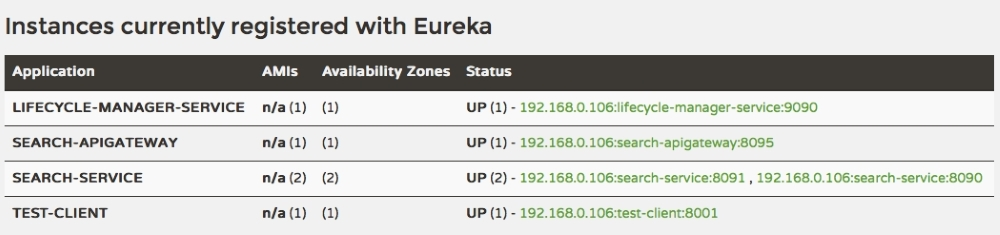 Instances currently registered with Eureka
Application AMIs Availability Zones Status
LIFECYCLE-MANAGER-SERVICE n/a (1) (1) UP (1) - 192.168.0.106:lifecycle-manager-service:9090
SEARCH-APIGATEWAY n/a (1) (1) UP (1) - 192.168.0.106:search-apigateway:8095
SEARCH-SERVICE n/a (2) (2) UP (2) - 192.168.0.106:search-service:8091 , 192.168.0.106:search-service:8090
TEST-CLIENT n/a (1) (1) UP (1) - 192.168.0.106:test-client:8001